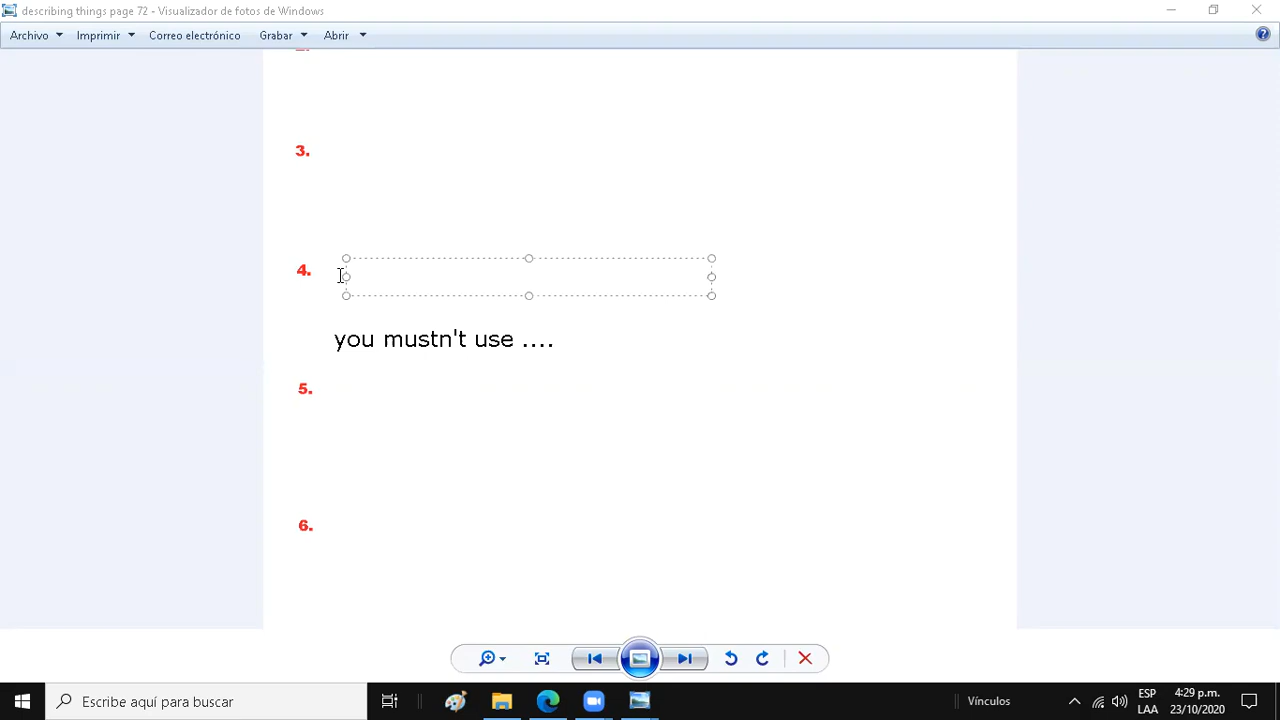 describing things page 72 - Visualizador de fotos de Windows
Archivo Imprimir Correo electrónico Grabar Abrir
3.
4.
you mustn't use ....
5.
6.
Escribe aquí para buscar
Vínculos
ESP
LAA
4:29 p.m.
23/10/2020